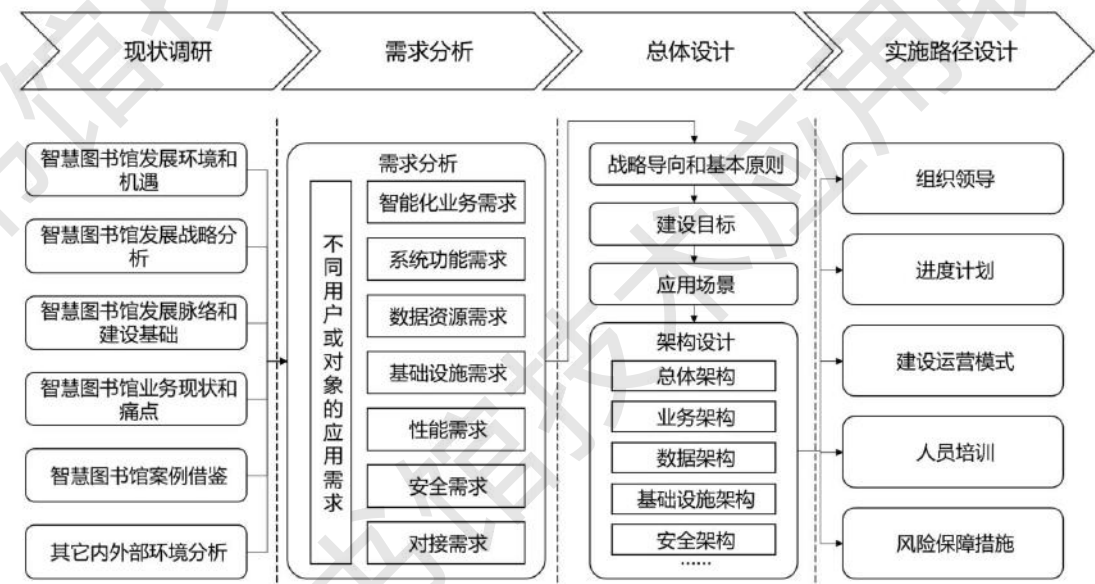 现状调研
需求分析
总体设计
实施路径设计
智慧图书馆发展环境和
机遇
智慧图书馆发展战略分
析
智慧图书馆发展脉络和
建设基础
智慧图书馆业务现状和
痛点
智慧图书馆案例借鉴
其它内外部环境分析
需求分析
不同用户或对象的应用需求
智能化业务需求
系统功能需求
数据资源需求
基础设施需求
性能需求
安全需求
对接需求
战略导向和基本原则
建设目标
应用场景
架构设计
总体架构
业务架构
数据架构
基础设施架构
安全架构
……
组织领导
进度计划
建设运营模式
人员培训
风险保障措施
书馆技术应用